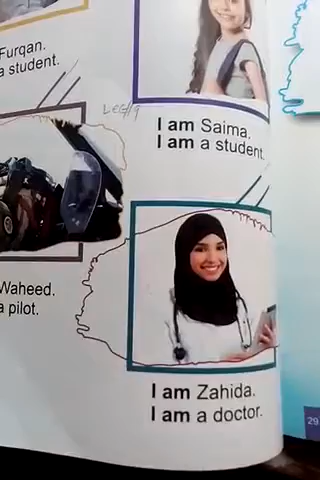 Furqan.
a student.
I am Saima.
I am a student.
Waheed.
a pilot.
I am Zahida.
I am a doctor.
29